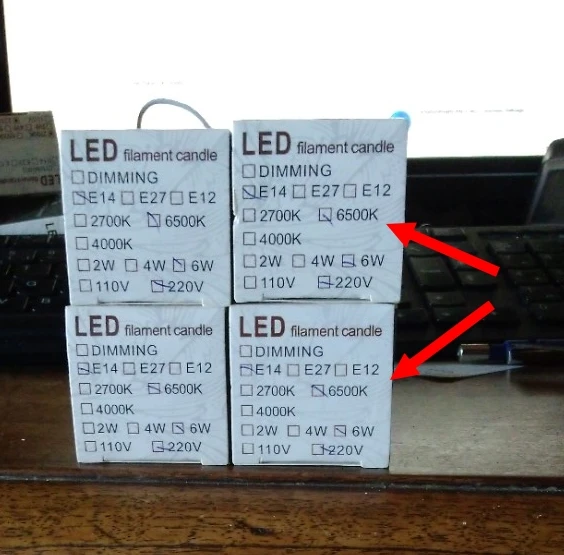 LED filament candle
DIMMING
E14 E27 E12
2700K 6500K
4000K
2W 4W 6W
110V 220V
LED filament candle
DIMMING
E14 E27 E12
2700K 6500K
4000K
2W 4W 6W
110V 220V
LED filament candle
DIMMING
E14 E27 E12
2700K 6500K
4000K
2W 4W 6W
110V 220V
LED filament candle
DIMMING
E14 E27 E12
2700K 6500K
4000K
2W 4W 6W
110V 220V